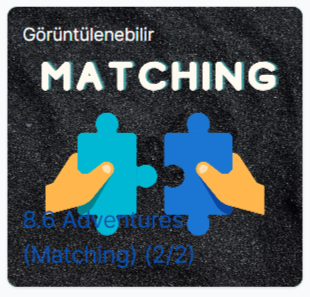 Görüntülenebilir
MATCHING
8.6 Adventures
(Matching) (2/2)